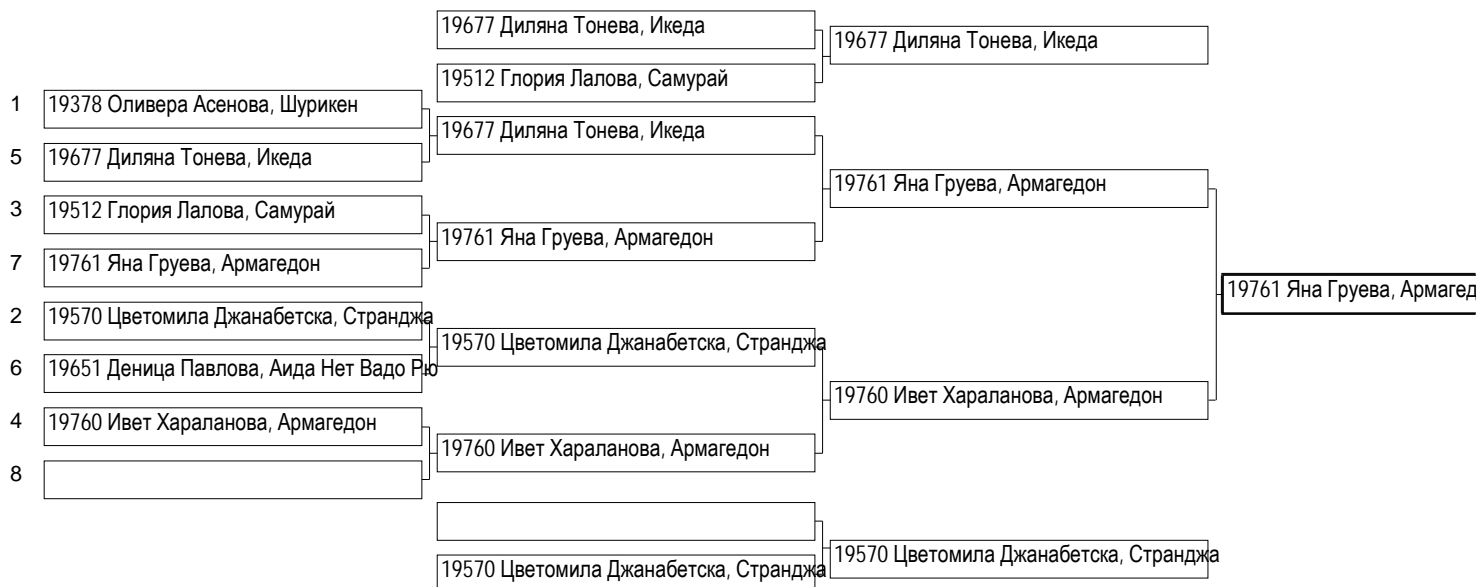 19677 Диляна Тонева, Икеда
19677 Диляна Тонева, Икеда
19512 Глория Лалова, Самурай
1 19378 Оливера Асенова, Шурикен
19677 Диляна Тонева, Икеда
5 19677 Диляна Тонева, Икеда
19761 Яна Груева, Армагедон
3 19512 Глория Лалова, Самурай
19761 Яна Груева, Армагедон
7 19761 Яна Груева, Армагедон
19761 Яна Груева, Армагед
2 19570 Цветомила Джанабетска, Странджа
19570 Цветомила Джанабетска, Странджа
6 19651 Деница Павлова, Аида Нет Вадо Рю
19760 Ивет Хараланова, Армагедон
4 19760 Ивет Хараланова, Армагедон
19760 Ивет Хараланова, Армагедон
8
19570 Цветомила Джанабетска, Странджа
19570 Цветомила Джанабетска, Странджа